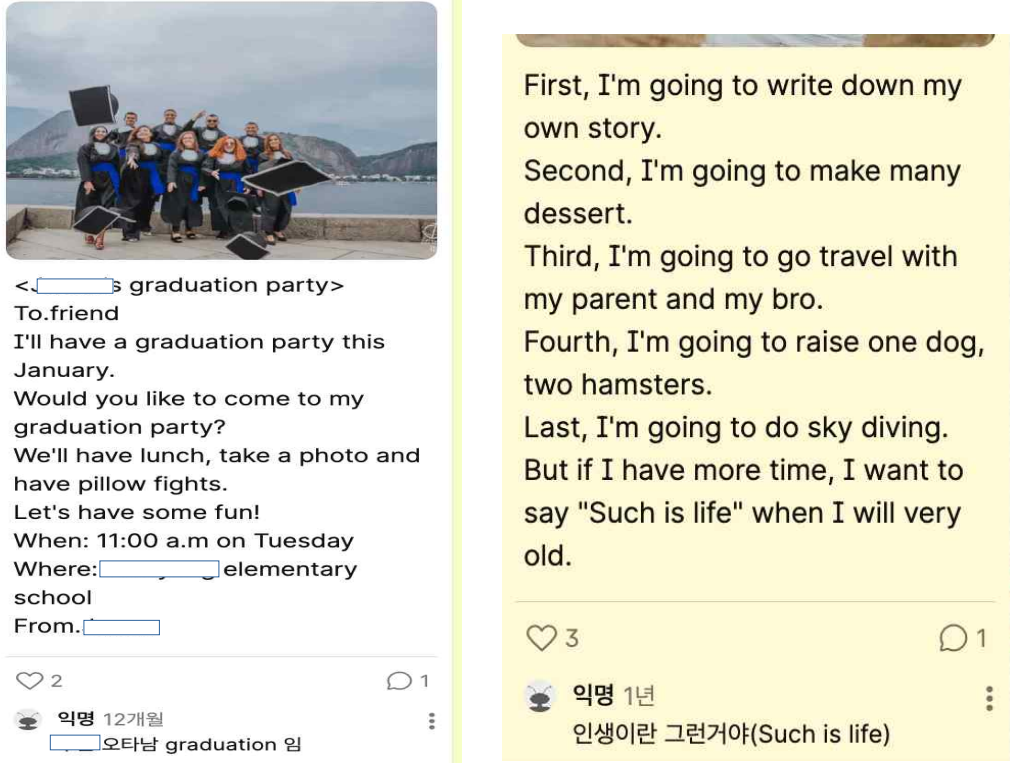 < s graduation party>
To.friend
I'll have a graduation party this
January.
Would you like to come to my
graduation party?
We'll have lunch, take a photo and
have pillow fights.
Let's have some fun!
When: 11:00 a.m on Tuesday
Where: elementary
school
From.
2
1
익명 12개월
오타남 graduation 임
First, I'm going to write down my
own story.
Second, I'm going to make many
dessert.
Third, I'm going to go travel with
my parent and my bro.
Fourth, I'm going to raise one dog,
two hamsters.
Last, I'm going to do sky diving.
But if I have more time, I want to
say "Such is life" when I will very
old.
3
1
익명 1년
인생이란 그런거야(Such is life)